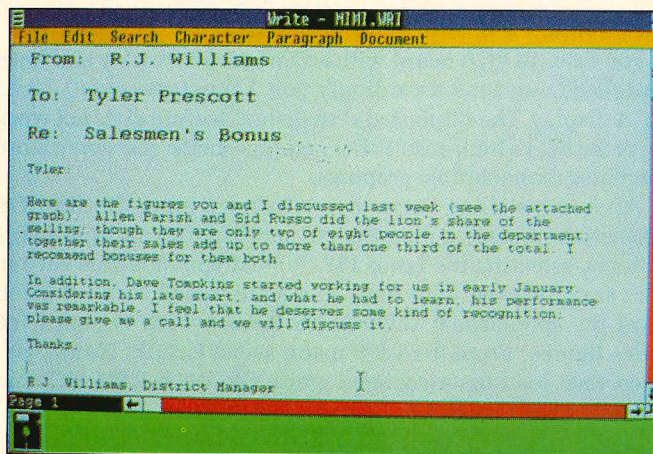 Write - MIMI.WRI
File Edit Search Character Paragraph Document
From: R.J. Williams
To: Tyler Prescott
Re: Salesmen's Bonus
Tyler:
Here are the figures you and I discussed last week (see the attached
graph). Allen Parish and Sid Russo did the lion's share of the
selling; though they are only two of eight people in the department,
together their sales add up to more than one third of the total. I
recommend bonuses for them both.
In addition, Dave Tompkins started working for us in early January.
Considering his late start, and what he had to learn, his performance
was remarkable. I feel that he deserves some kind of recognition;
please give me a call and we will discuss it.
Thanks,
R.J. Williams, District Manager
Page 1